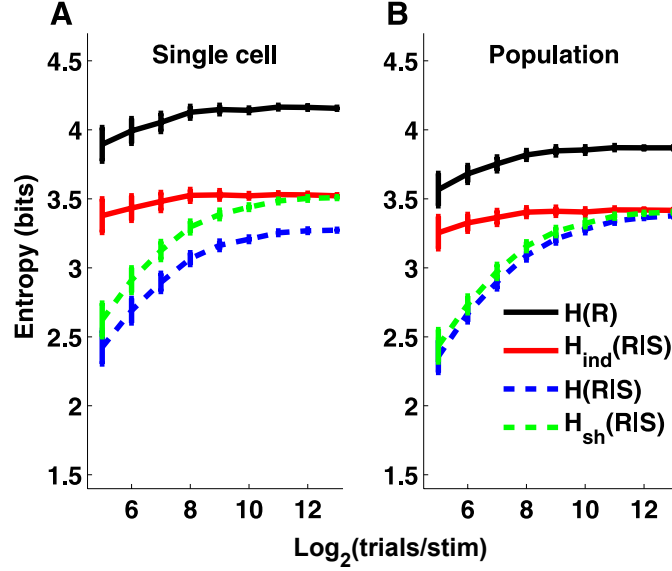 A
B
Single cell
Population
Entropy (bits)
4.5
4
3.5
3
2.5
2
1.5
6
8
10
12
4.5
4
3.5
3
2.5
2
1.5
6
8
10
12
H(R)
H_ind(R|S)
H(R|S)
H_sh(R|S)
Log_2(trials/stim)